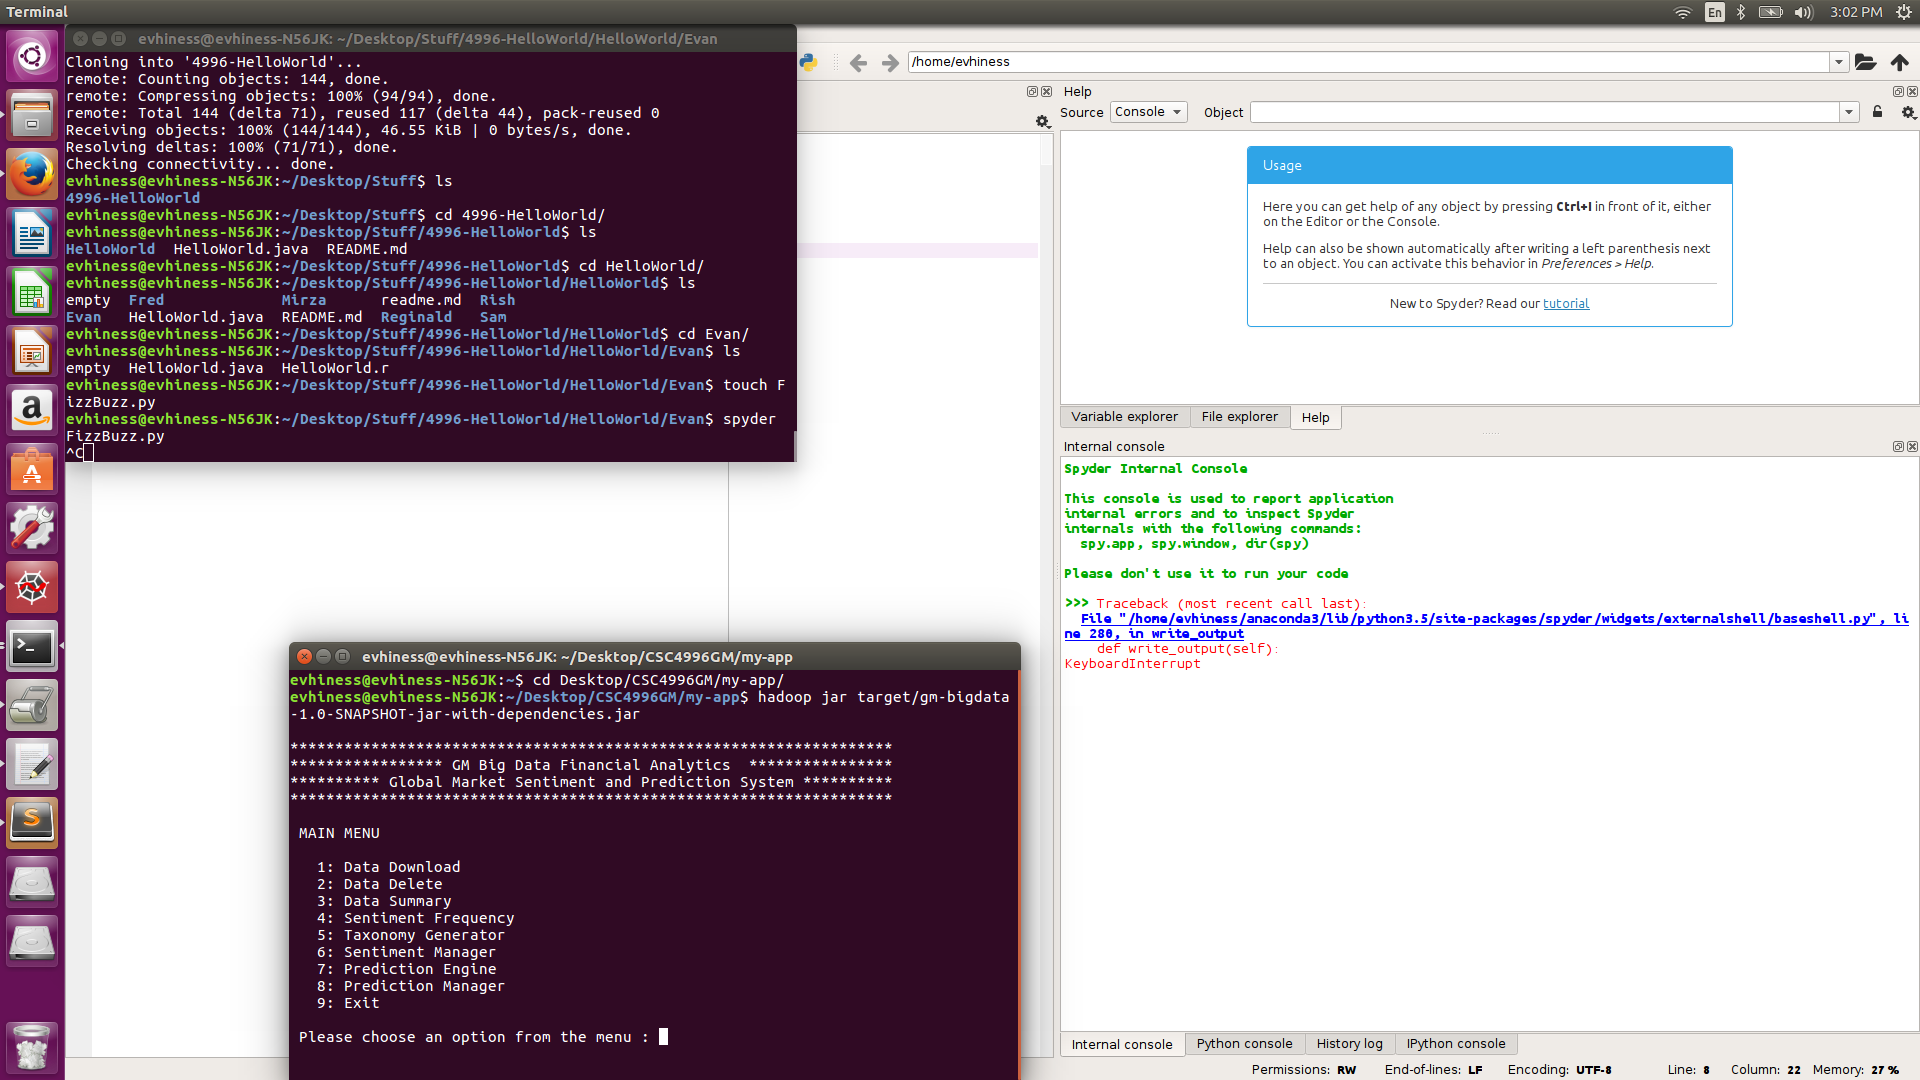 Terminal
En
3:02 PM
evhiness@evhiness-N56JK: ~/Desktop/Stuff/4996-HelloWorld/HelloWorld/Evan
Cloning into '4996-HelloWorld'...
remote: Counting objects: 144, done.
remote: Compressing objects: 100% (94/94), done.
remote: Total 144 (delta 71), reused 117 (delta 44), pack-reused 0
Receiving objects: 100% (144/144), 46.55 KiB | 0 bytes/s, done.
Resolving deltas: 100% (71/71), done.
Checking connectivity... done.
evhiness@evhiness-N56JK:~/Desktop/Stuff$ ls
4996-HelloWorld
evhiness@evhiness-N56JK:~/Desktop/Stuff$ cd 4996-HelloWorld/
evhiness@evhiness-N56JK:~/Desktop/Stuff/4996-HelloWorld$ ls
HelloWorld  HelloWorld.java  README.md
evhiness@evhiness-N56JK:~/Desktop/Stuff/4996-HelloWorld$ cd HelloWorld/
evhiness@evhiness-N56JK:~/Desktop/Stuff/4996-HelloWorld/HelloWorld$ ls
empty  Fred             Mirza      readme.md  Rish
Evan   HelloWorld.java  README.md  Reginald   Sam
evhiness@evhiness-N56JK:~/Desktop/Stuff/4996-HelloWorld/HelloWorld$ cd Evan/
evhiness@evhiness-N56JK:~/Desktop/Stuff/4996-HelloWorld/HelloWorld/Evan$ ls
empty  HelloWorld.java  HelloWorld.r
evhiness@evhiness-N56JK:~/Desktop/Stuff/4996-HelloWorld/HelloWorld/Evan$ touch F
izzBuzz.py
evhiness@evhiness-N56JK:~/Desktop/Stuff/4996-HelloWorld/HelloWorld/Evan$ spyder
FizzBuzz.py
^C
/home/evhiness
Help
Source Console Object
Usage
Here you can get help of any object by pressing Ctrl+I in front of it, either
on the Editor or the Console.
Help can also be shown automatically after writing a left parenthesis next
to an object. You can activate this behavior in Preferences > Help.
New to Spyder? Read our tutorial
Variable explorer File explorer Help
Internal console
Spyder Internal Console
This console is used to report application
internal errors and to inspect Spyder
internals with the following commands:
  spy.app, spy.window, dir(spy)
Please don't use it to run your code
>>> Traceback (most recent call last):
  File "/home/evhiness/anaconda3/lib/python3.5/site-packages/spyder/widgets/externalshell/baseshell.py", li
ne 280, in write_output
    def write_output(self):
KeyboardInterrupt
evhiness@evhiness-N56JK: ~/Desktop/CSC4996GM/my-app
evhiness@evhiness-N56JK:~$ cd Desktop/CSC4996GM/my-app/
evhiness@evhiness-N56JK:~/Desktop/CSC4996GM/my-app$ hadoop jar target/gm-bigdata
-1.0-SNAPSHOT-jar-with-dependencies.jar
*******************************************************************
***************** GM Big Data Financial Analytics  ****************
********** Global Market Sentiment and Prediction System **********
*******************************************************************
MAIN MENU
1: Data Download
2: Data Delete
3: Data Summary
4: Sentiment Frequency
5: Taxonomy Generator
6: Sentiment Manager
7: Prediction Engine
8: Prediction Manager
9: Exit
Please choose an option from the menu :
Internal console Python console History log IPython console
Permissions: RW End-of-lines: LF Encoding: UTF-8 Line: 8 Column: 22 Memory: 27 %